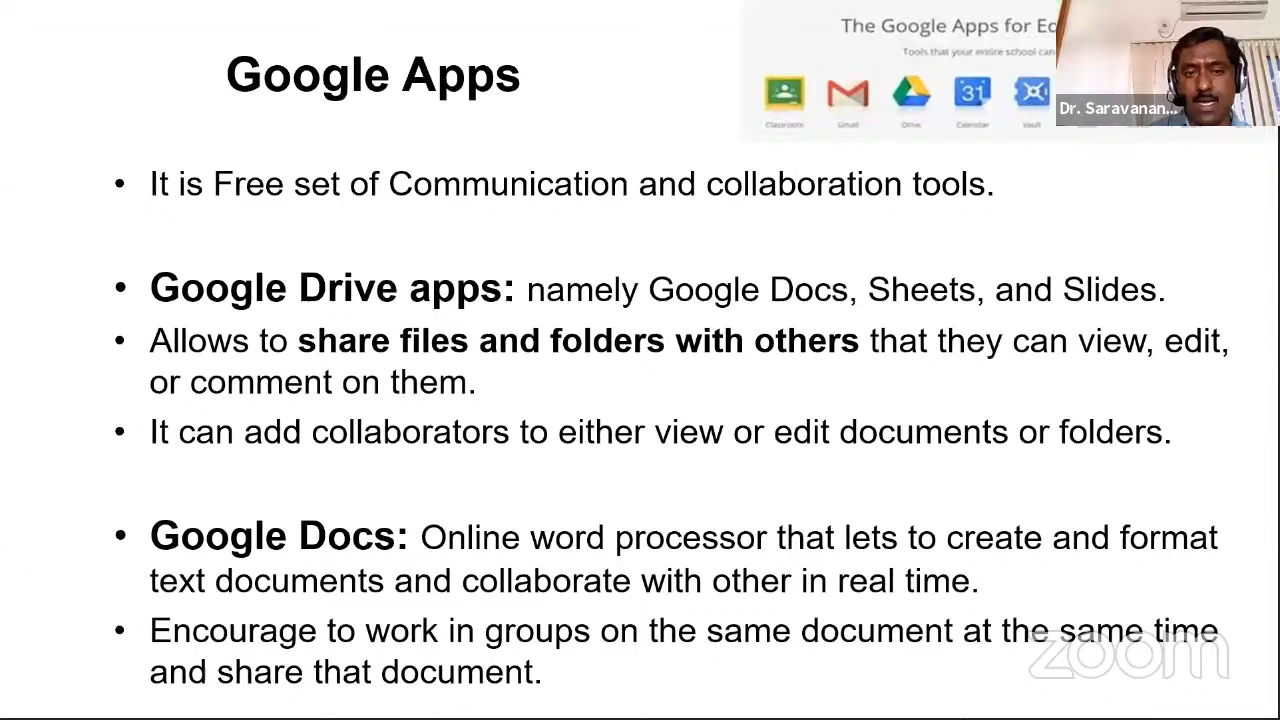 The Google Apps for Ed
Tools that your entire school can
Google Apps
31
Classroom Gmail Drive Calendar Vault
Dr. Saravanan...
• It is Free set of Communication and collaboration tools.
• Google Drive apps: namely Google Docs, Sheets, and Slides.
• Allows to share files and folders with others that they can view, edit,
or comment on them.
• It can add collaborators to either view or edit documents or folders.
• Google Docs: Online word processor that lets to create and format
text documents and collaborate with other in real time.
• Encourage to work in groups on the same document at the same time
and share that document.
zoom